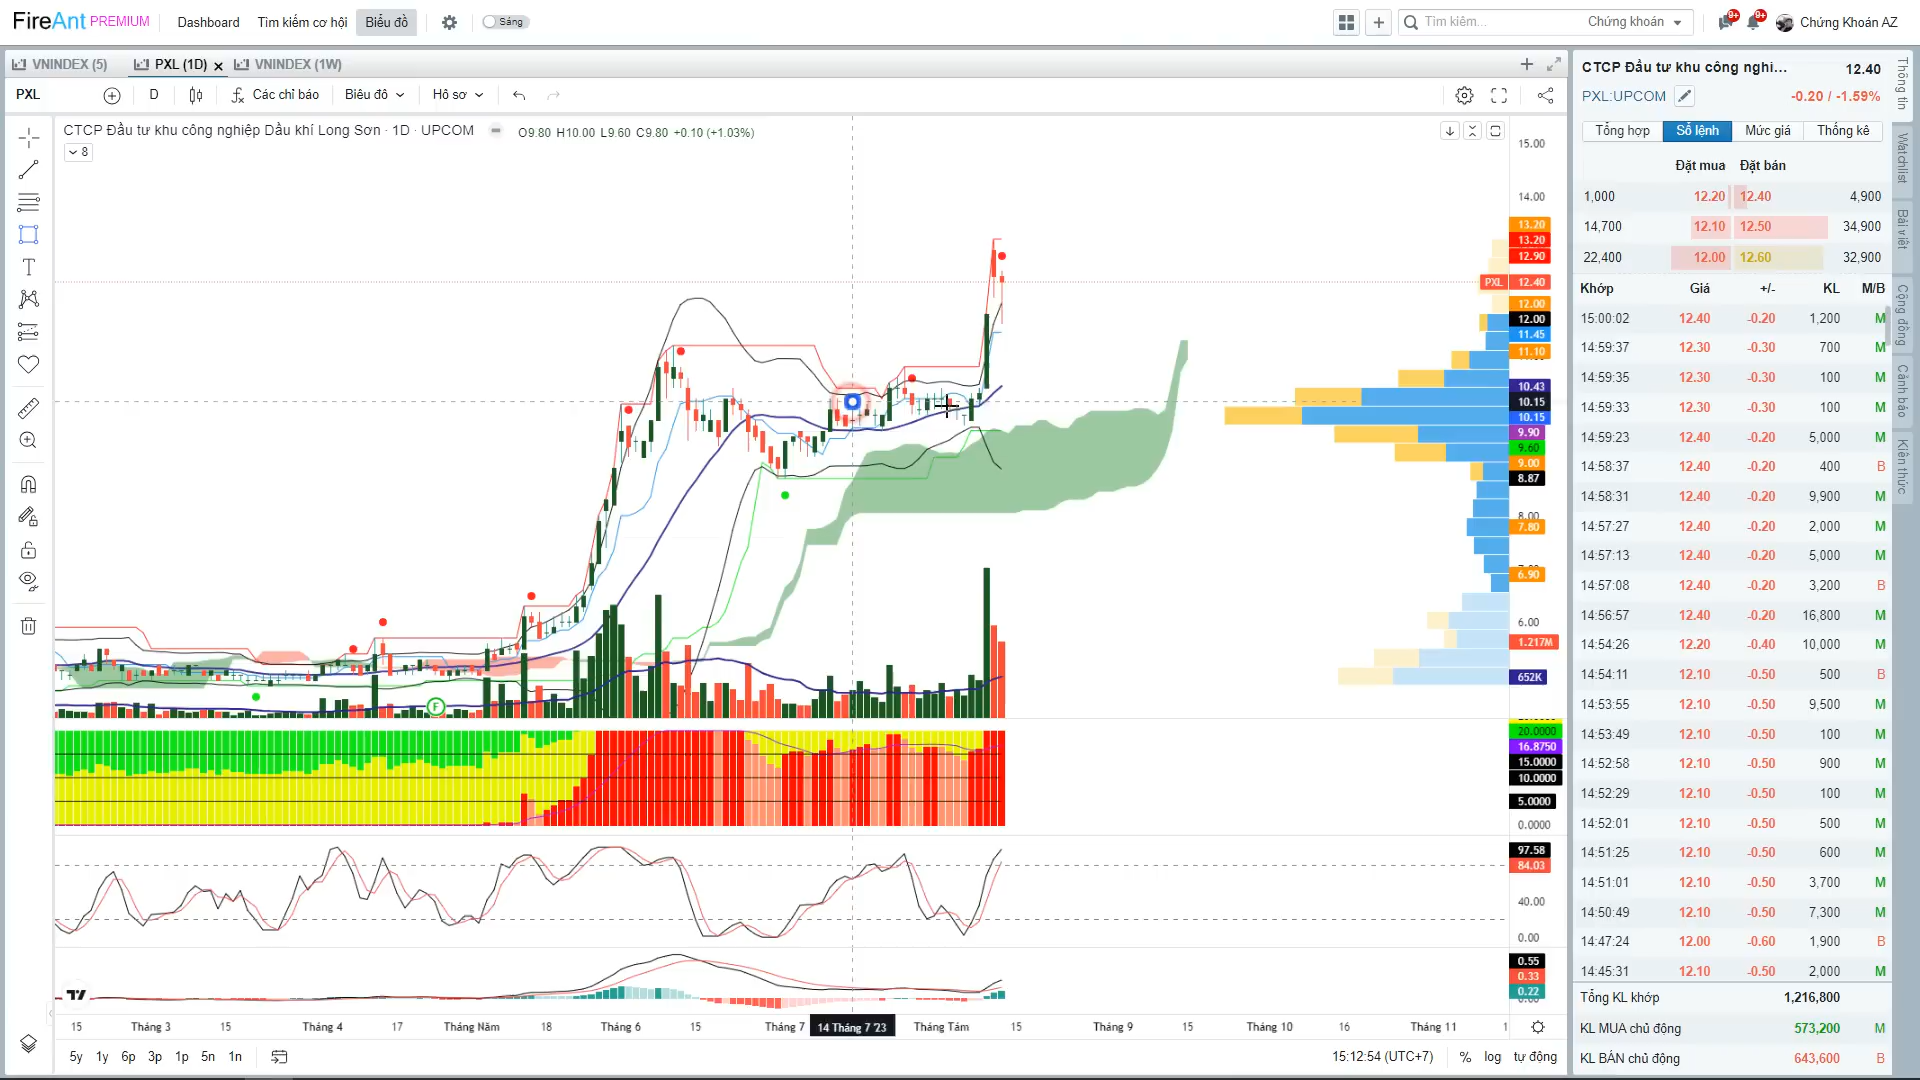 FireAnt PREMIUM Dashboard Tìm kiếm cơ hội Biểu đồ Sáng Tìm kiếm... Chứng khoán 9+ 9+ Chứng Khoán AZ
VNINDEX (5) PXL (1D) VNINDEX (1W)
PXL D Các chỉ báo Biểu đồ Hồ sơ
CTCP Đầu tư khu công nghiệp Dầu khí Long Sơn · 1D · UPCOM O9.80 H10.00 L9.60 C9.80 +0.10 (+1.03%)
8
15.00
14.00
13.20
13.20
12.90
PXL 12.40
12.00
12.00
11.45
11.10
10.43
10.15
10.15
9.90
9.60
9.00
8.87
8.00
7.80
6.90
6.00
1.217M
652K
F
20.0000
16.8750
15.0000
10.0000
5.0000
0.0000
97.58
84.03
40.00
0.00
0.55
0.33
0.22
15 Tháng 3 15 Tháng 4 17 Tháng Năm 18 Tháng 6 15 Tháng 7 14 Tháng 7 '23 Tháng Tám 15 Tháng 9 15 Tháng 10 16 Tháng 11 1
5y 1y 6p 3p 1p 5n 1n 15:12:54 (UTC+7) % log tự động
CTCP Đầu tư khu công nghi... 12.40
PXL:UPCOM -0.20 / -1.59%
Tổng hợp Sổ lệnh Mức giá Thống kê
Đặt mua Đặt bán
1,000 12.20 12.40 4,900
14,700 12.10 12.50 34,900
22,400 12.00 12.60 32,900
Khớp Giá +/- KL M/B
15:00:02 12.40 -0.20 1,200 M
14:59:37 12.30 -0.30 700 M
14:59:35 12.30 -0.30 100 M
14:59:33 12.30 -0.30 100 M
14:59:23 12.40 -0.20 5,000 M
14:58:37 12.40 -0.20 400 B
14:58:31 12.40 -0.20 9,900 M
14:57:27 12.40 -0.20 2,000 M
14:57:13 12.40 -0.20 5,000 M
14:57:08 12.40 -0.20 3,200 B
14:56:57 12.40 -0.20 16,800 M
14:54:26 12.20 -0.40 10,000 M
14:54:11 12.10 -0.50 500 B
14:53:55 12.10 -0.50 9,500 M
14:53:49 12.10 -0.50 100 M
14:52:58 12.10 -0.50 900 M
14:52:29 12.10 -0.50 100 M
14:52:01 12.10 -0.50 500 M
14:51:25 12.10 -0.50 600 M
14:51:01 12.10 -0.50 3,700 M
14:50:49 12.10 -0.50 7,300 M
14:47:24 12.00 -0.60 1,900 B
14:45:31 12.10 -0.50 2,000 M
Tổng KL khớp 1,216,800
KL MUA chủ động 573,200 M
KL BÁN chủ động 643,600 B
Thông tin
Watchlist
Bài viết
Cộng đồng
Cảnh báo
Kiến thức